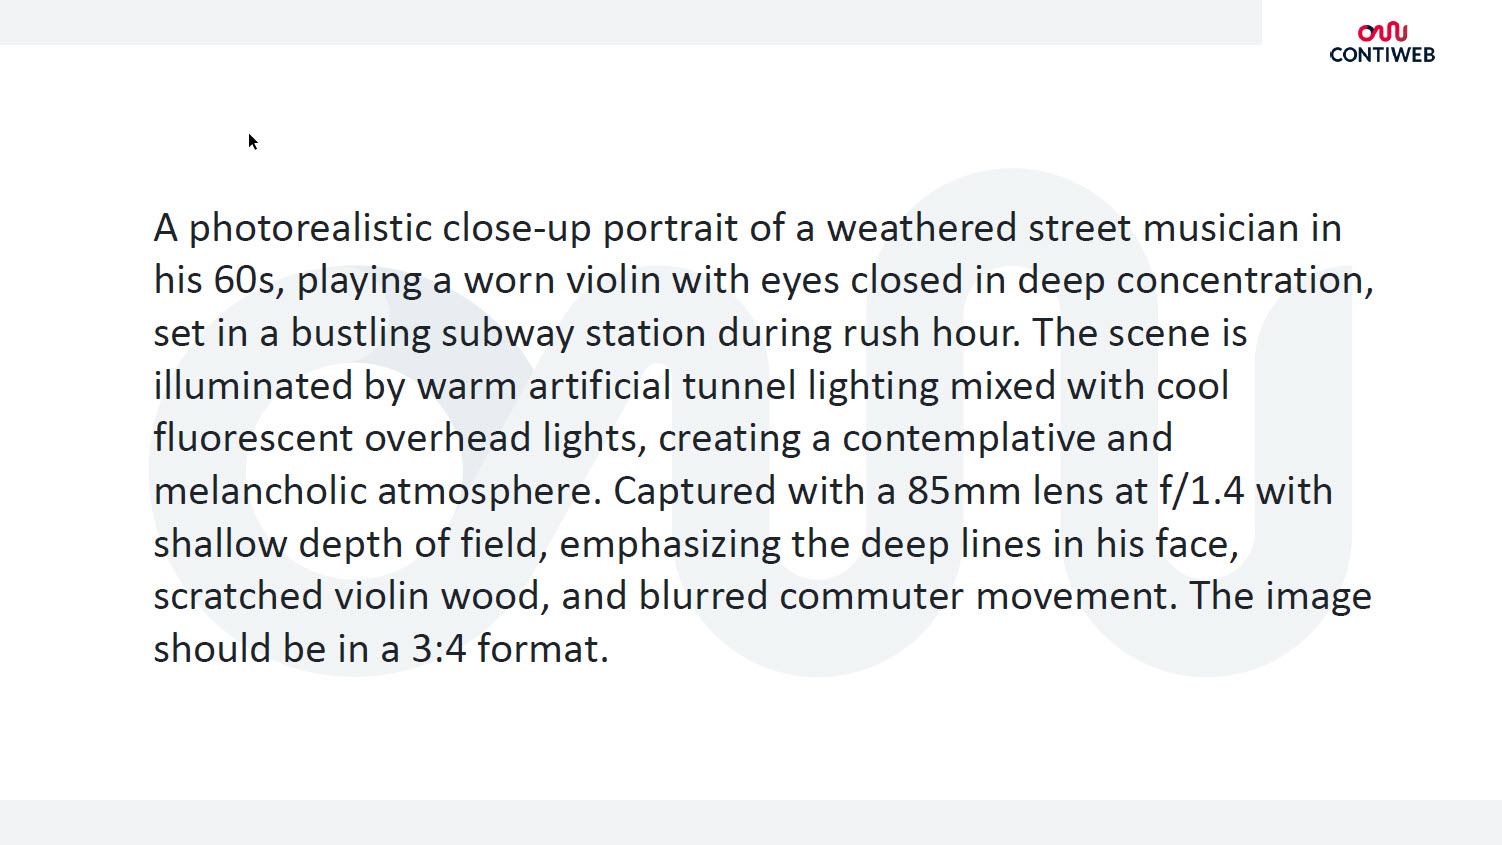 CONTIWEB
A photorealistic close-up portrait of a weathered street musician in
his 60s, playing a worn violin with eyes closed in deep concentration,
set in a bustling subway station during rush hour. The scene is
illuminated by warm artificial tunnel lighting mixed with cool
fluorescent overhead lights, creating a contemplative and
melancholic atmosphere. Captured with a 85mm lens at f/1.4 with
shallow depth of field, emphasizing the deep lines in his face,
scratched violin wood, and blurred commuter movement. The image
should be in a 3:4 format.